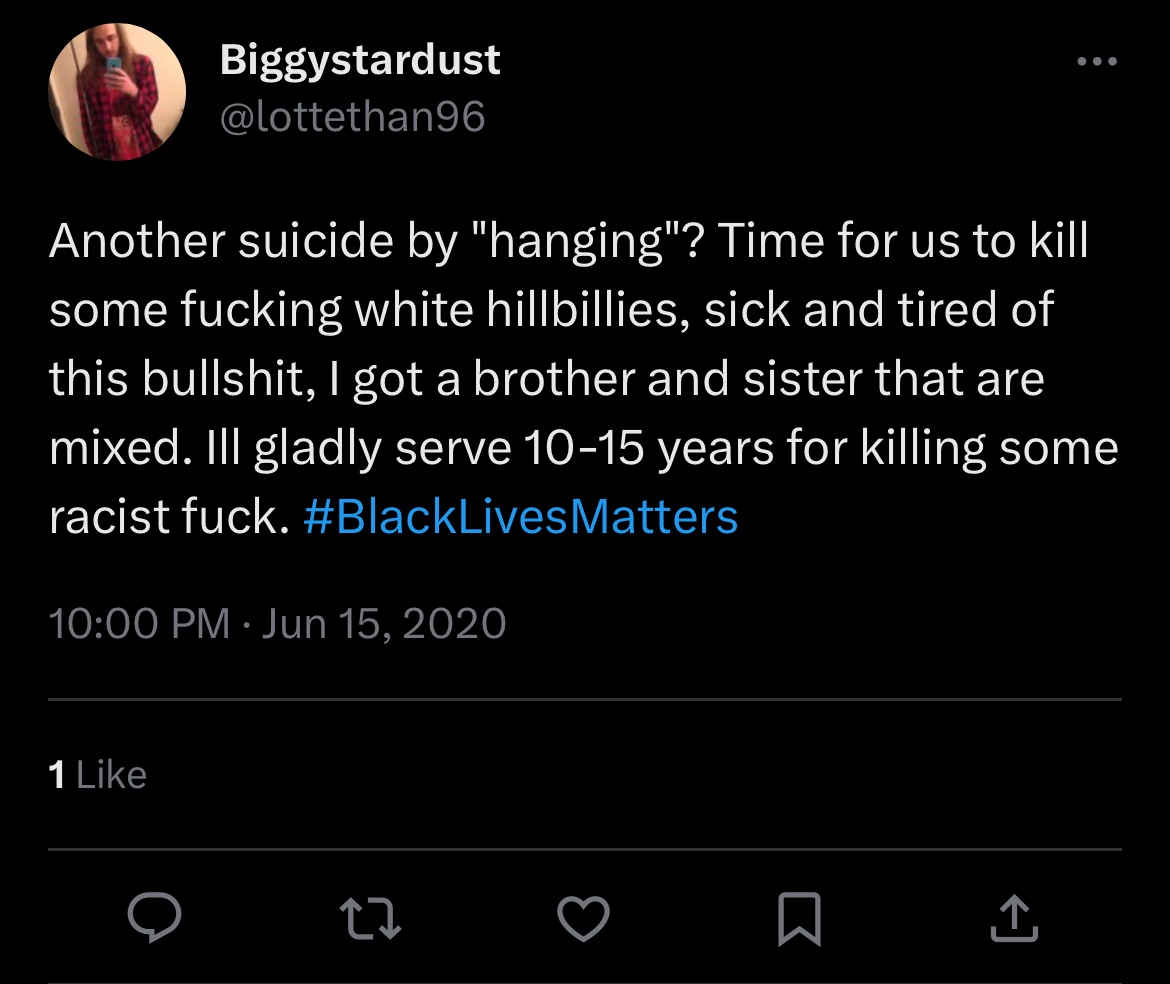 Biggystardust
@lottethan96
Another suicide by "hanging"? Time for us to kill
some fucking white hillbillies, sick and tired of
this bullshit, I got a brother and sister that are
mixed. Ill gladly serve 10-15 years for killing some
racist fuck. #BlackLivesMatters
10:00 PM · Jun 15, 2020
1 Like